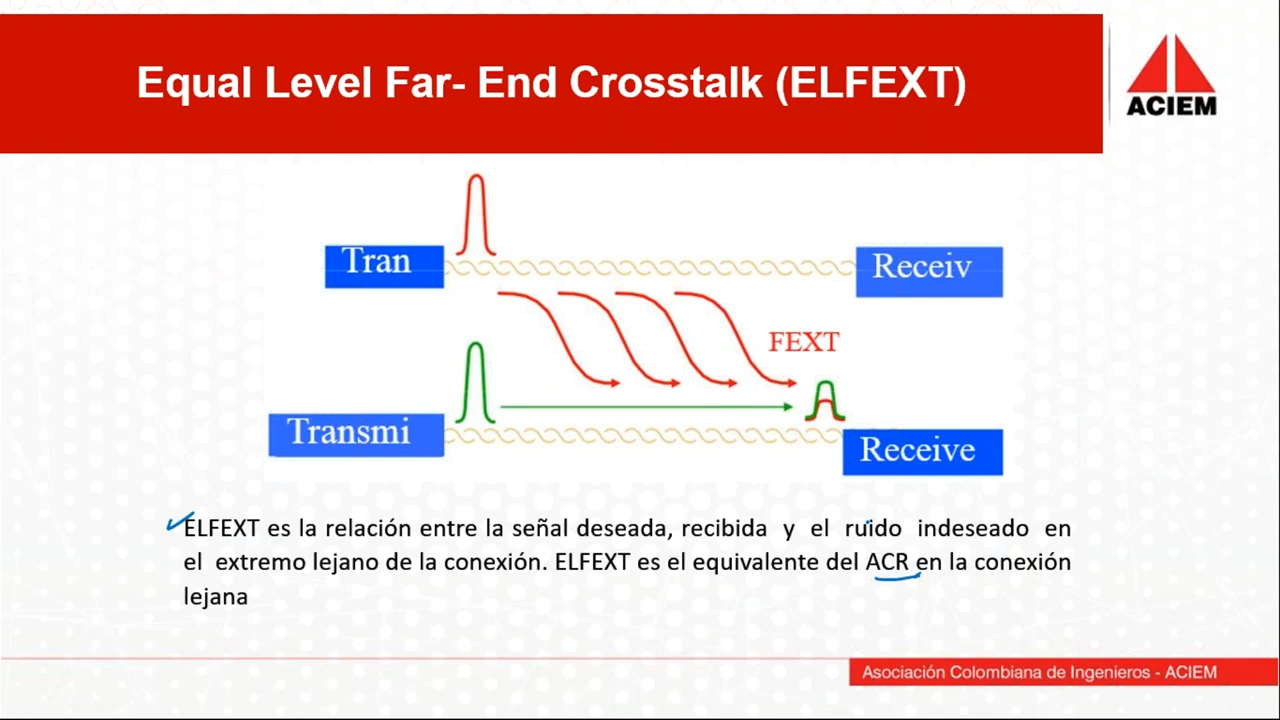 Equal Level Far- End Crosstalk (ELFEXT)
ACIEM
Tran
Receiv
FEXT
Transmi
Receive
ELFEXT es la relación entre la señal deseada, recibida y el ruido indeseado en
el extremo lejano de la conexión. ELFEXT es el equivalente del ACR en la conexión
lejana
Asociación Colombiana de Ingenieros - ACIEM